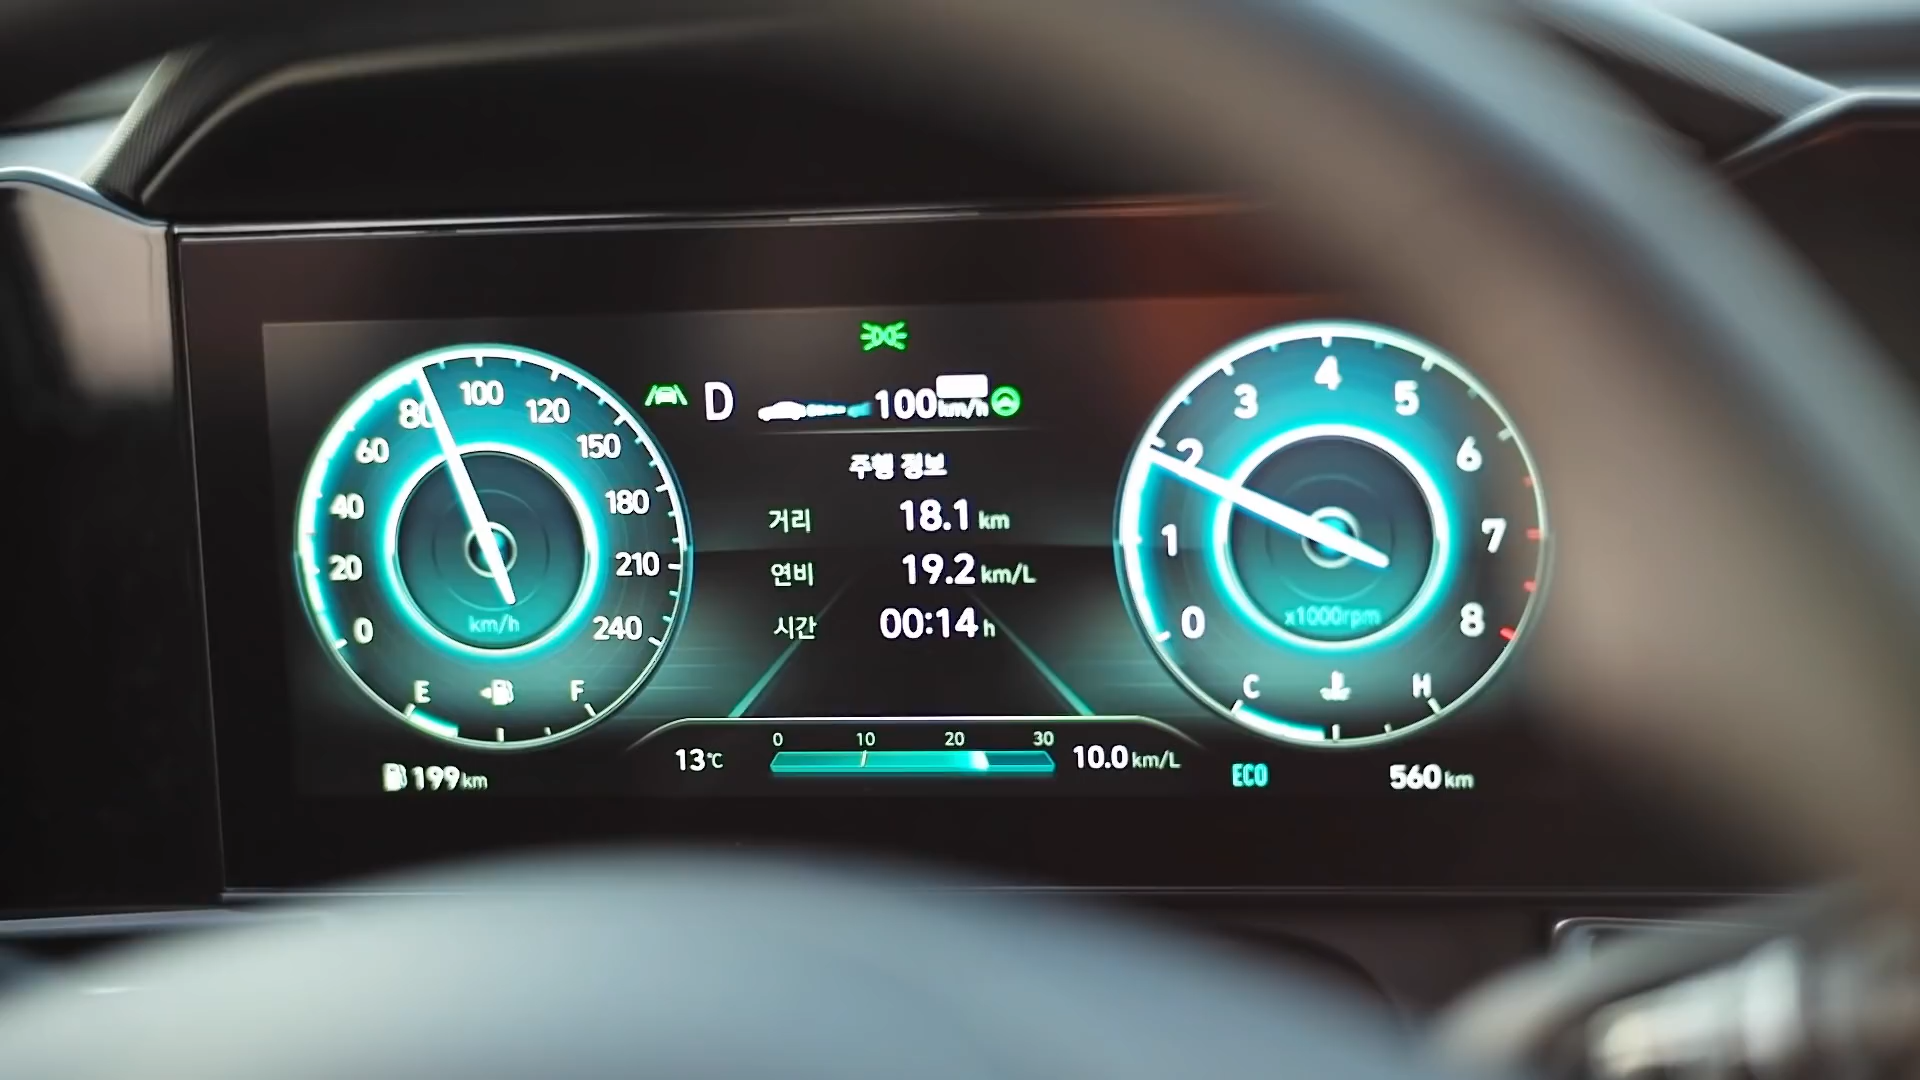 D 100 km/h
주행 정보
거리 18.1 km
연비 19.2 km/L
시간 00:14 h
0 20 40 60 80 100 120 150 180 210 240
km/h
E F
199 km
13℃
0 10 20 30
10.0 km/L
0 1 2 3 4 5 6 7 8
x1000rpm
C H
ECO
560 km